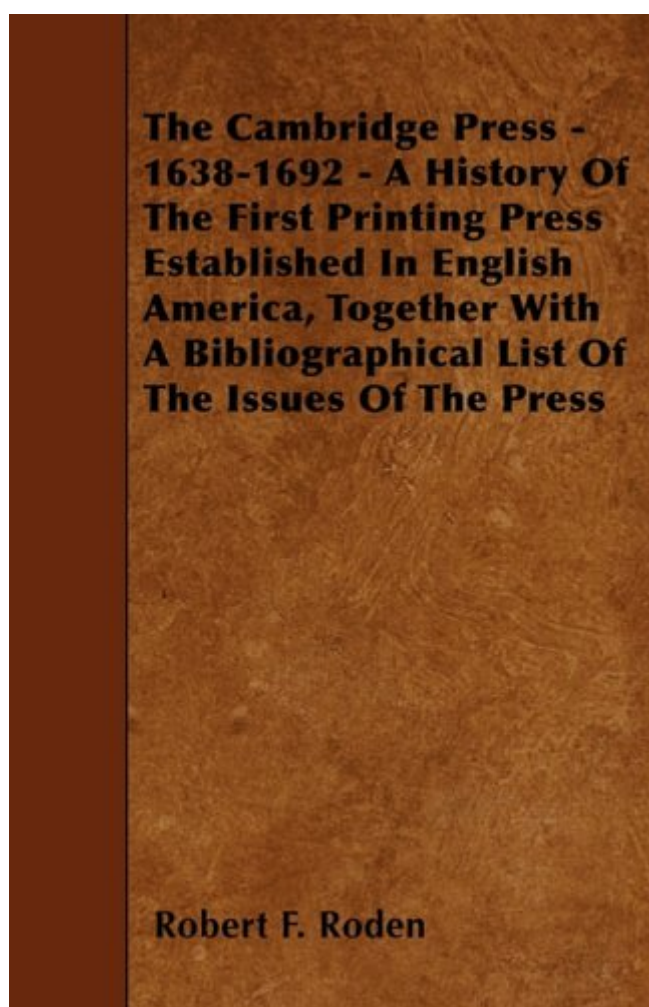 The Cambridge Press -
1638-1692 - A History Of
The First Printing Press
Established In English
America, Together With
A Bibliographical List Of
The Issues Of The Press
Robert F. Roden